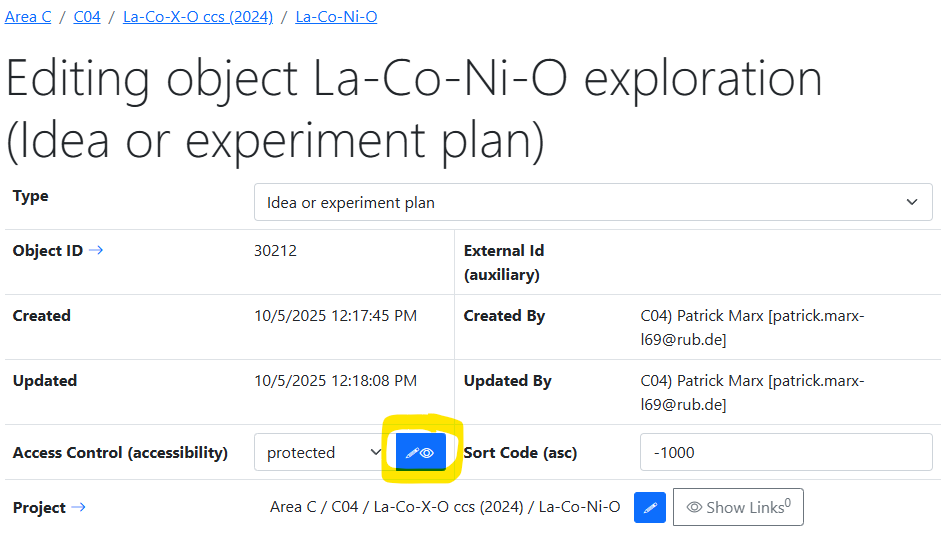 Area C / C04 / La-Co-X-O ccs (2024) / La-Co-Ni-O
Editing object La-Co-Ni-O exploration
(Idea or experiment plan)
Type
Idea or experiment plan
Object ID →
30212
External Id
(auxiliary)
Created
10/5/2025 12:17:45 PM
Created By
C04) Patrick Marx [patrick.marx-
l69@rub.de]
Updated
10/5/2025 12:18:08 PM
Updated By
C04) Patrick Marx [patrick.marx-
l69@rub.de]
Access Control (accessibility)
protected
Sort Code (asc)
-1000
Project →
Area C / C04 / La-Co-X-O ccs (2024) / La-Co-Ni-O
Show Links0